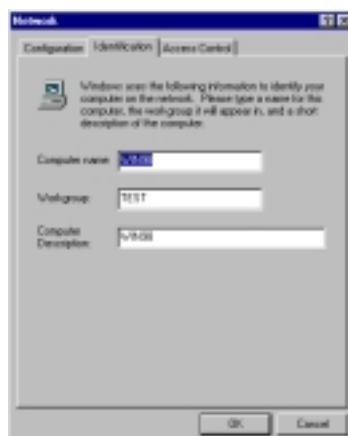 Network
Configuration Identification Access Control
Windows uses the following information to identify your
computer on the network. Please type a name for this
computer, the workgroup it will appear in, and a short
description of the computer.
Computer name: WIN98
Workgroup: TEST
Computer
Description: WIN98
OK Cancel